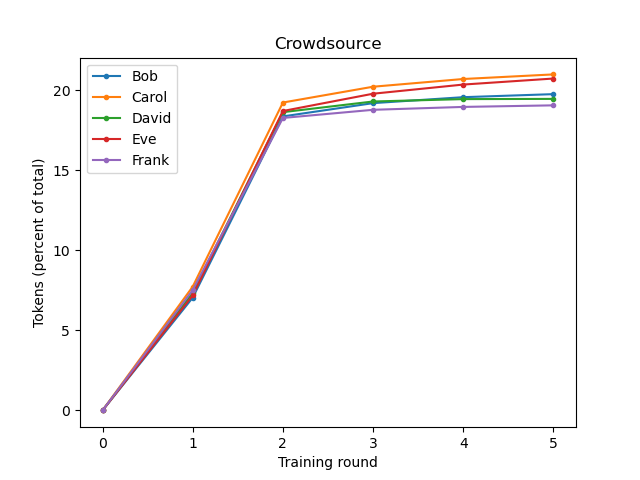 Crowdsource
Bob
Carol
David
Eve
Frank
Tokens (percent of total)
20
15
10
5
0
0 1 2 3 4 5
Training round